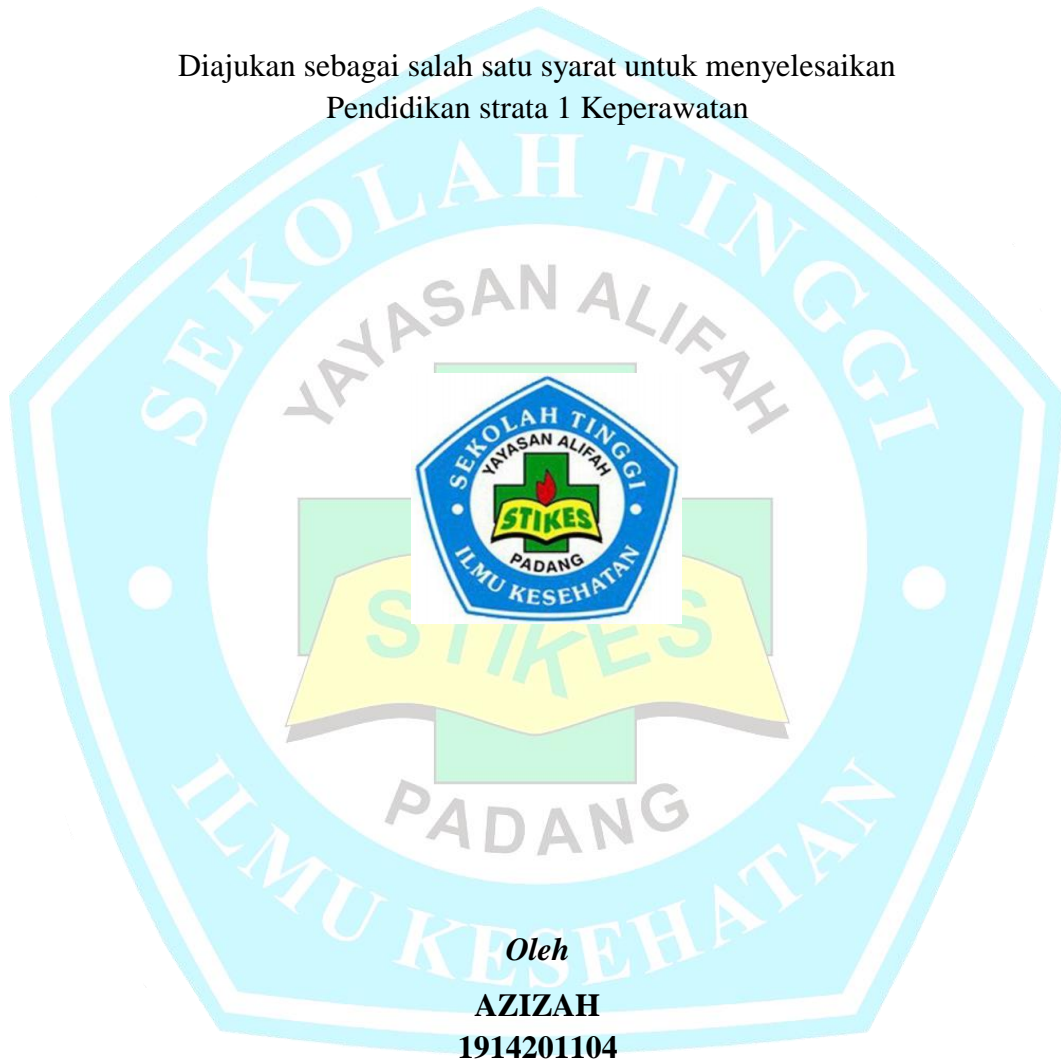 Diajukan sebagai salah satu syarat untuk menyelesaikan
Pendidikan strata 1 Keperawatan
SEKOLAH TINGGI
YAYASAN ALIFAH
SEKOLAH TINGGI
YAYASAN ALIFAH
STIKES
PADANG
ILMU KESEHATAN
STIKES
PADANG
ILMU KESEHATAN
Oleh
AZIZAH
1914201104